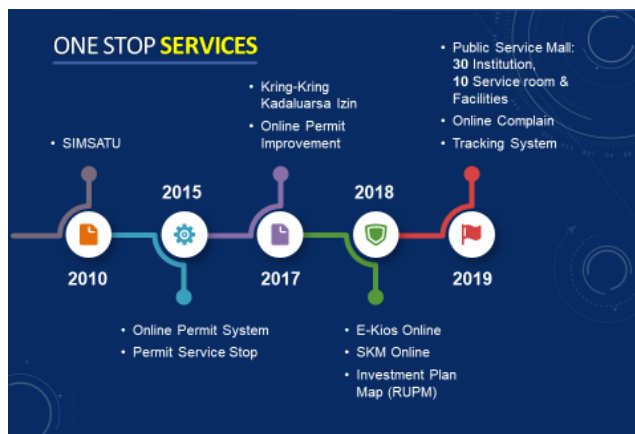 ONE STOP SERVICES
• SIMSATU
2010
2015
• Online Permit System
• Permit Service Stop
• Kring-Kring
Kadaluarsa Izin
• Online Permit
Improvement
2017
2018
• E-Kios Online
• SKM Online
• Investment Plan
Map (RUPM)
• Public Service Mall:
30 Institution,
10 Service room &
Facilities
• Online Complain
• Tracking System
2019